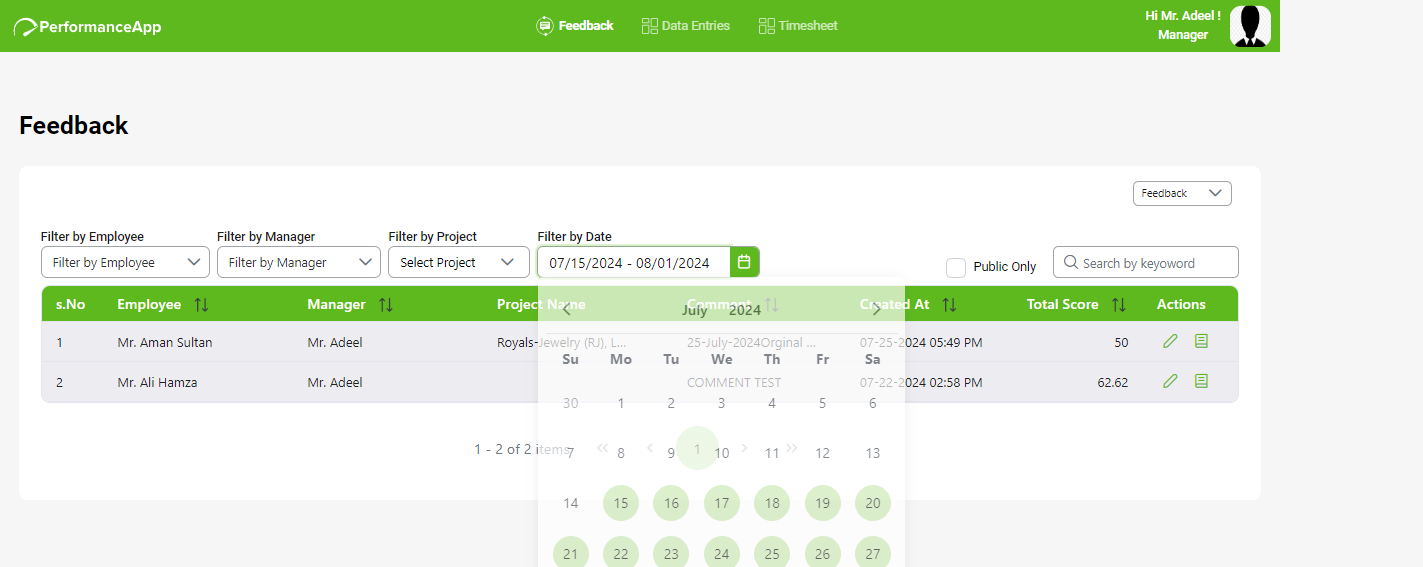 PerformanceApp
Feedback
Data Entries
Timesheet
Hi Mr. Adeel !
Manager
Feedback
Feedback
Filter by Employee
Filter by Manager
Filter by Project
Filter by Date
Filter by Employee
Filter by Manager
Select Project
07/15/2024 - 08/01/2024
Public Only
Search by keyoword
s.No Employee Manager Project Name Comment Created At Total Score Actions
1 Mr. Aman Sultan Mr. Adeel Royals-Jewelry (RJ), L... 25-July-2024Orginal ... 07-25-2024 05:49 PM 50
2 Mr. Ali Hamza Mr. Adeel COMMENT TEST 07-22-2024 02:58 PM 62.62
1 - 2 of 2 items
1
July 2024
Su Mo Tu We Th Fr Sa
30 1 2 3 4 5 6
7 8 9 10 11 12 13
14 15 16 17 18 19 20
21 22 23 24 25 26 27